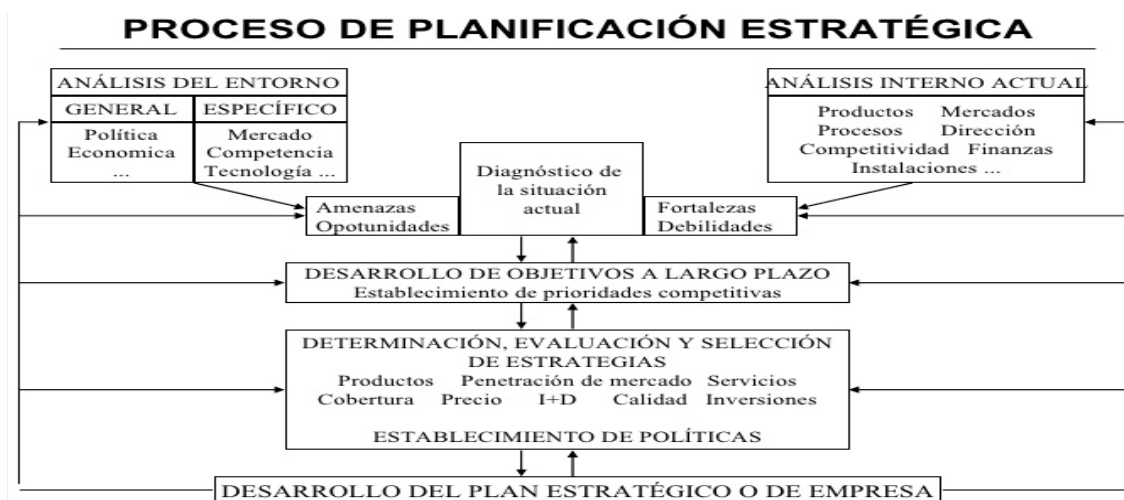 PROCESO DE PLANIFICACIÓN ESTRATÉGICA
ANÁLISIS DEL ENTORNO
GENERAL ESPECÍFICO
Política
Economica
...
Mercado
Competencia
Tecnología ...
ANÁLISIS INTERNO ACTUAL
Productos Mercados
Procesos Dirección
Competitividad Finanzas
Instalaciones ...
Diagnóstico de
la situación
actual
Amenazas
Opotunidades
Fortalezas
Debilidades
DESARROLLO DE OBJETIVOS A LARGO PLAZO
Establecimiento de prioridades competitivas
DETERMINACIÓN, EVALUACIÓN Y SELECCIÓN
DE ESTRATEGIAS
Productos Penetración de mercado Servicios
Cobertura Precio I+D Calidad Inversiones
ESTABLECIMIENTO DE POLÍTICAS
DESARROLLO DEL PLAN ESTRATÉGICO O DE EMPRESA